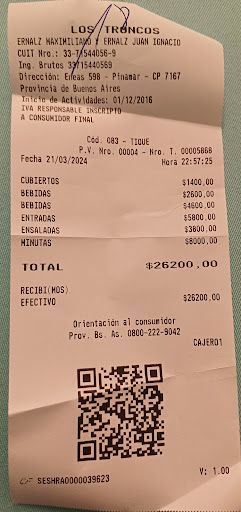 LOS TRONCOS
ERNALZ MAXIMILIANO Y ERNALZ JUAN IGNACIO
CUIT Nro.: 33-71544056-9
Ing. Brutos 33715440569
Dirección: Eneas 598 - Pinamar - CP 7167
Provincia de Buenos Aires
Inicio de Actividades: 01/12/2016
IVA RESPONSABLE INSCRIPTO
A CONSUMIDOR FINAL
Cód. 083 - TIQUE
P.V. Nro. 00004 - Nro. T. 00005868
Fecha 21/03/2024 Hora 22:57:25
CUBIERTOS $1400,00
BEBIDAS $2600,00
BEBIDAS $4600,00
ENTRADAS $5800,00
ENSALADAS $3800,00
MINUTAS $8000,00
TOTAL $26200,00
RECIBI(MOS)
EFECTIVO $26200,00
Orientación al consumidor
Prov. Bs. As. 0800-222-9042
CAJERO1
CF SESHRA0000039623 V: 1.00